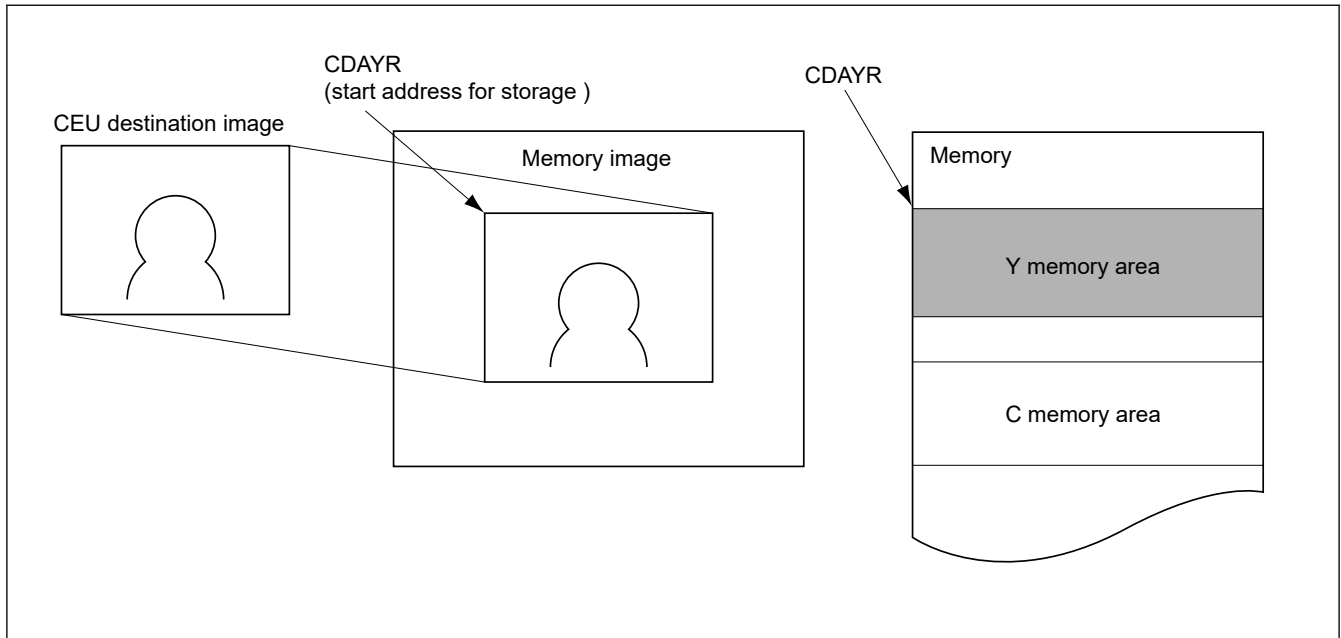 CDAYR
(start address for storage )
CEU destination image
Memory image
CDAYR
Memory
Y memory area
C memory area